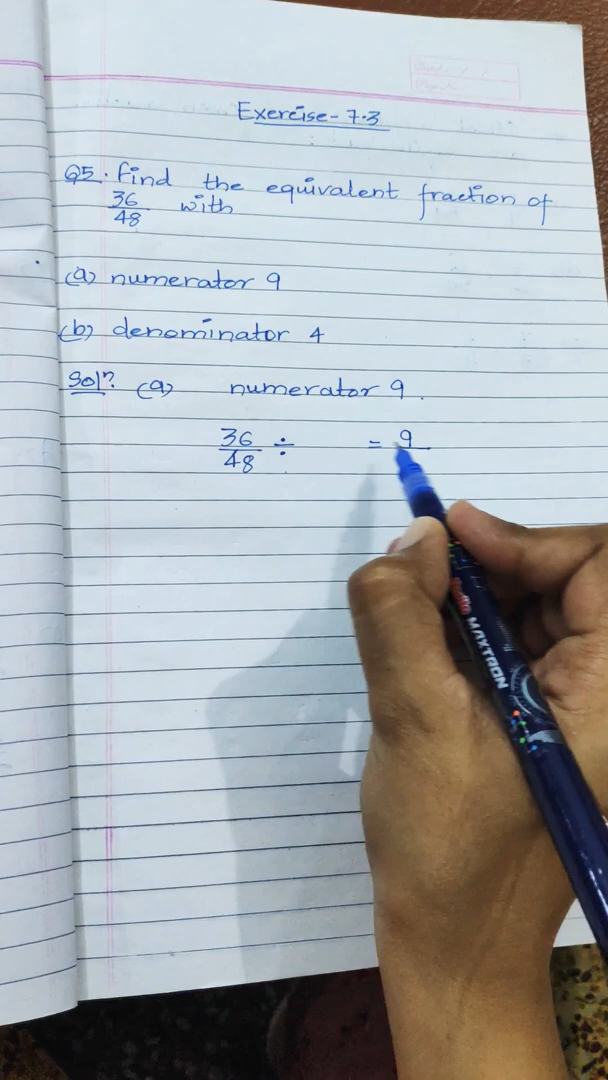 Exercise - 7.3
Q5. Find the equivalent fraction of
36/48 with
(a) numerator 9
(b) denominator 4
Solⁿ. (a) numerator 9.
36/48 ÷ = 9/
MAXTRON